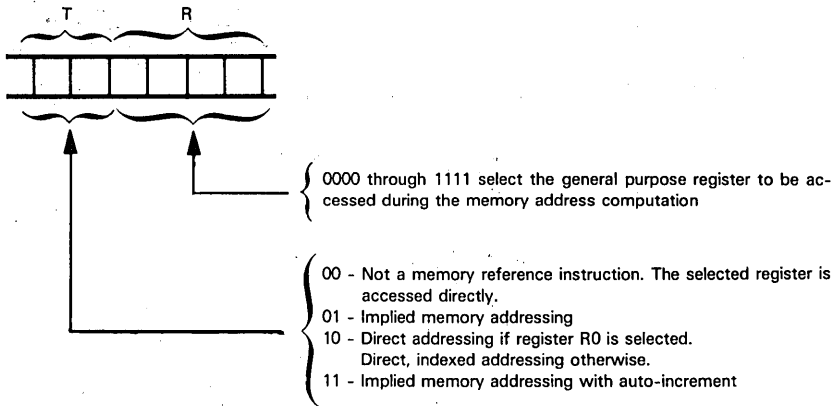 T R
0000 through 1111 select the general purpose register to be ac-
cessed during the memory address computation
00 - Not a memory reference instruction. The selected register is
accessed directly.
01 - Implied memory addressing
10 - Direct addressing if register R0 is selected.
Direct, indexed addressing otherwise.
11 - Implied memory addressing with auto-increment